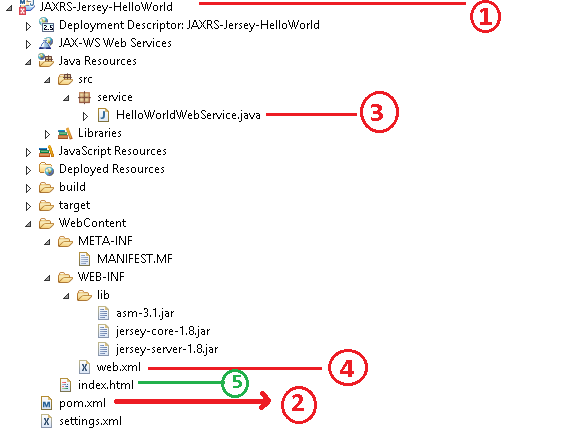 JAXRS-Jersey-HelloWorld 1
Deployment Descriptor: JAXRS-Jersey-HelloWorld
JAX-WS Web Services
Java Resources
src
service
HelloWorldWebService.java 3
Libraries
JavaScript Resources
Deployed Resources
build
target
WebContent
META-INF
MANIFEST.MF
WEB-INF
lib
asm-3.1.jar
jersey-core-1.8.jar
jersey-server-1.8.jar
web.xml 4
index.html 5
pom.xml 2
settings.xml